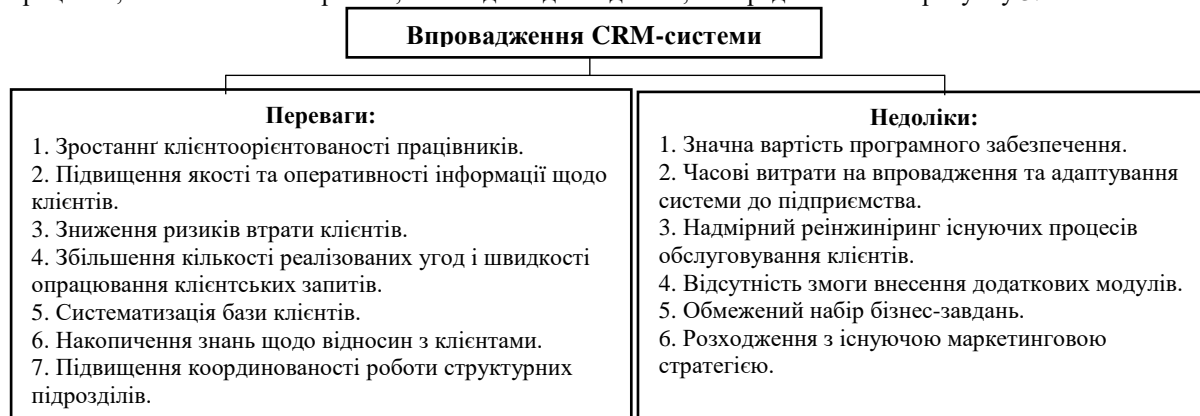 Впровадження CRM-системи
Переваги:
1. Зростаннґ клієнтоорієнтованості працівників.
2. Підвищення якості та оперативності інформації щодо
клієнтів.
3. Зниження ризиків втрати клієнтів.
4. Збільшення кількості реалізованих угод і швидкості
опрацювання клієнтських запитів.
5. Систематизація бази клієнтів.
6. Накопичення знань щодо відносин з клієнтами.
7. Підвищення координованості роботи структурних
підрозділів.
Недоліки:
1. Значна вартість програмного забезпечення.
2. Часові витрати на впровадження та адаптування
системи до підприємства.
3. Надмірний реінжиніринг існуючих процесів
обслуговування клієнтів.
4. Відсутність змоги внесення додаткових модулів.
5. Обмежений набір бізнес-завдань.
6. Розходження з існуючою маркетинговою
стратегією.